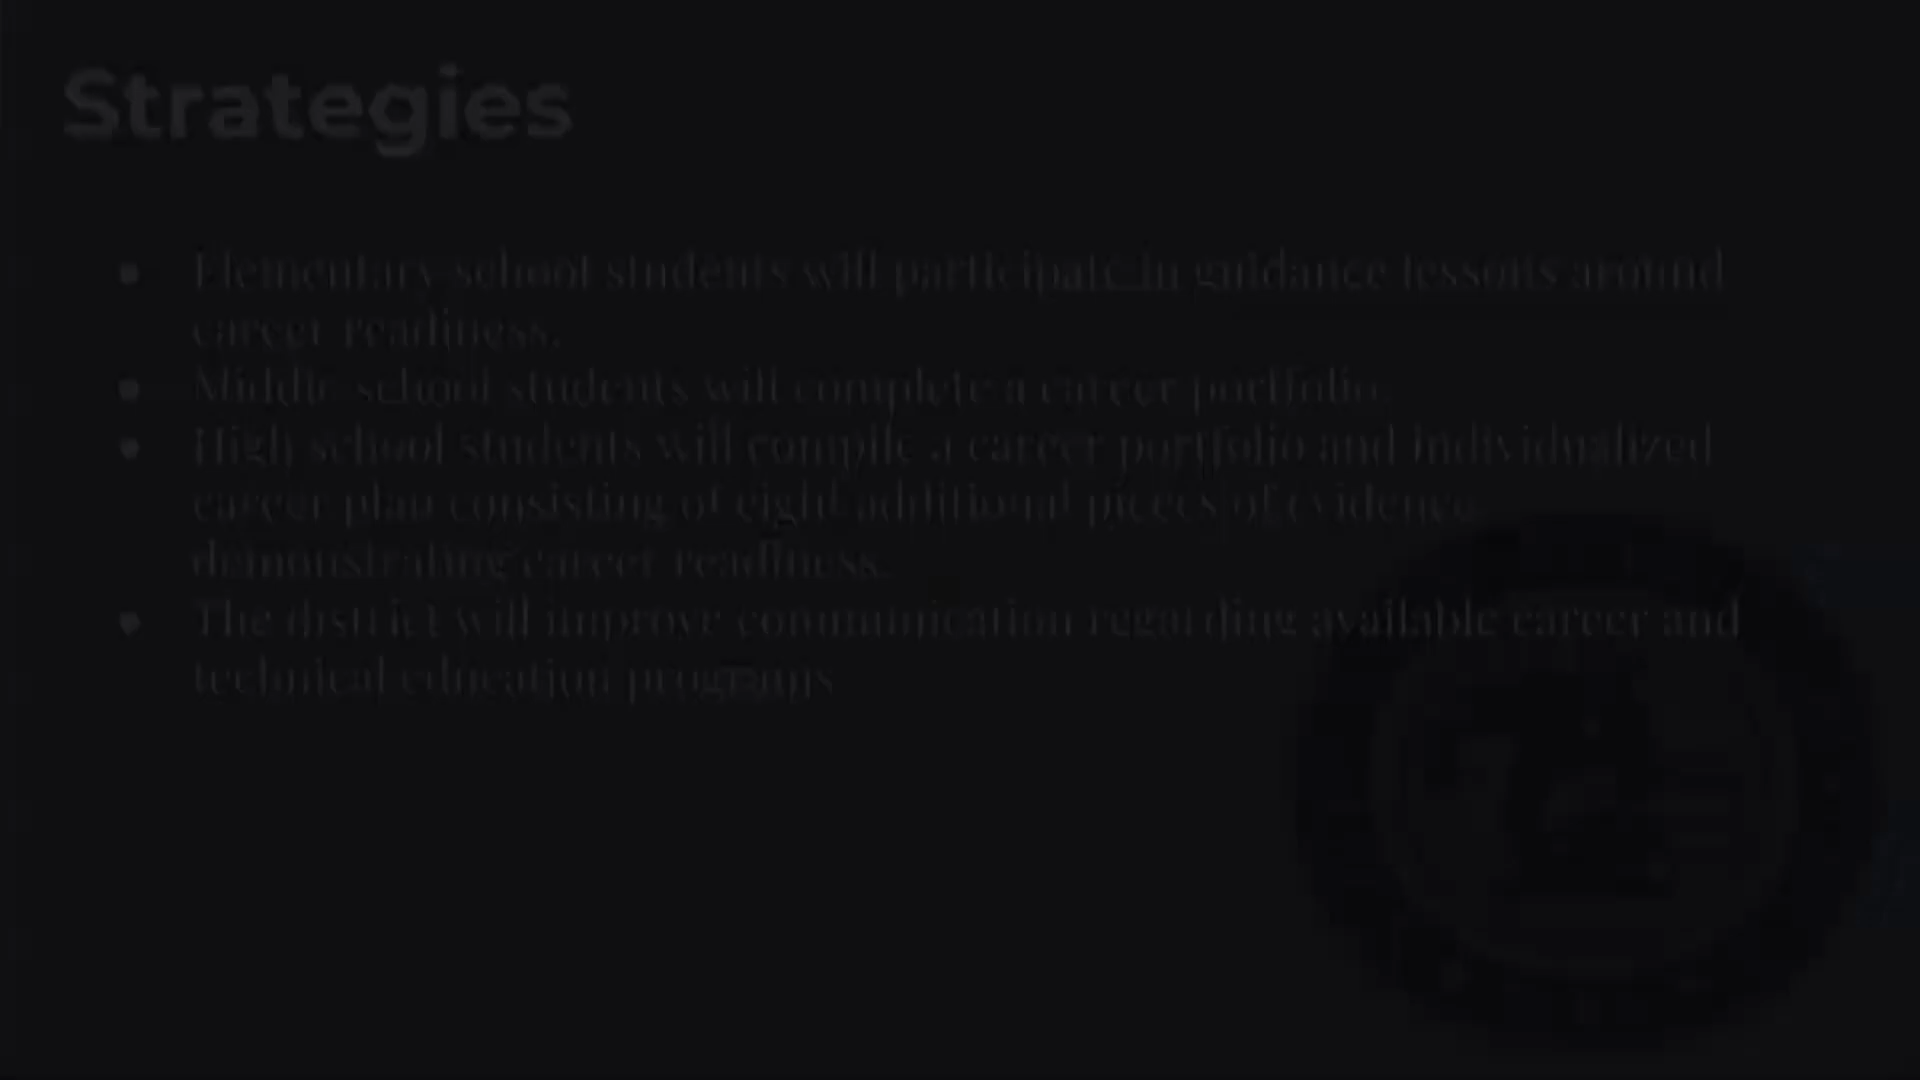 Strategies
Elementary school students will participate in guidance lessons around
career readiness.
Middle school students will complete a career portfolio.
High school students will compile a career portfolio and individualized
career plan consisting of eight additional pieces of evidence
demonstrating career readiness.
The district will improve communication regarding available career and
technical education programs